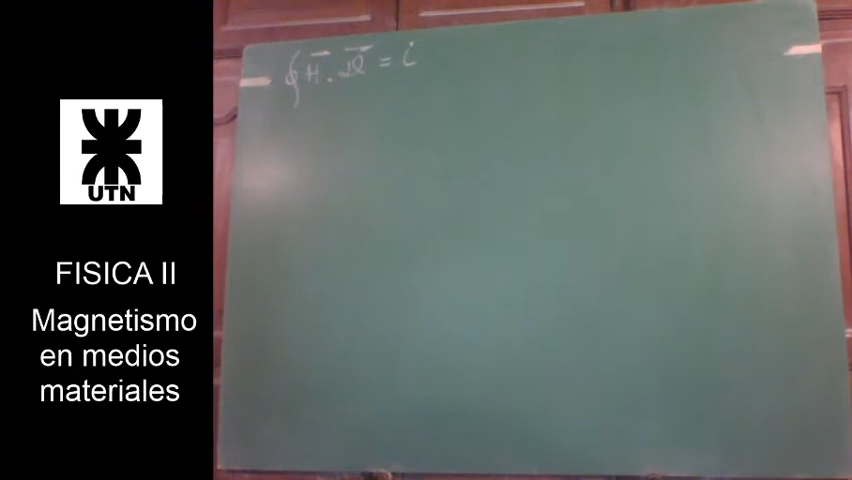 UTN
FISICA II
Magnetismo
en medios
materiales
∮ H⃗ . dl⃗ = i